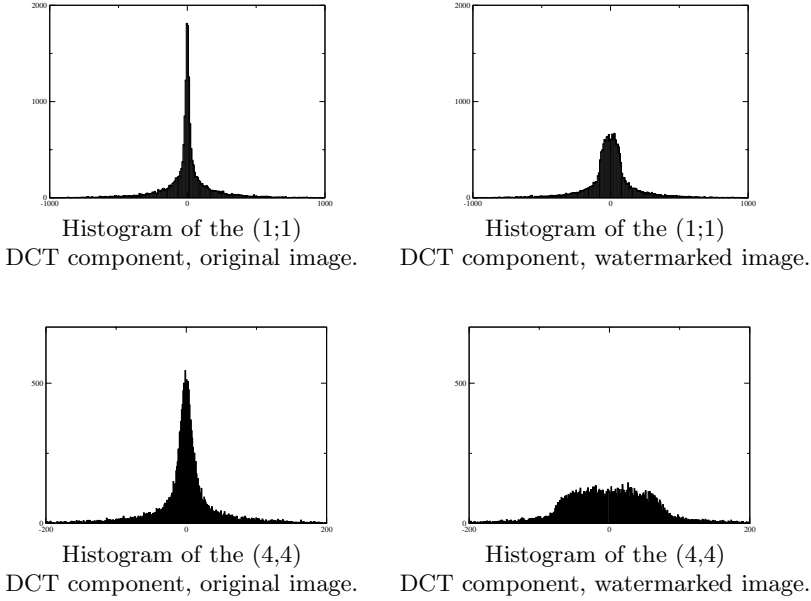 2000
1000
0
-1000
0
1000
2000
1000
0
-1000
0
1000
Histogram of the (1;1)
DCT component, original image.
Histogram of the (1;1)
DCT component, watermarked image.
500
0
-200
0
200
500
0
-200
0
200
Histogram of the (4,4)
DCT component, original image.
Histogram of the (4,4)
DCT component, watermarked image.